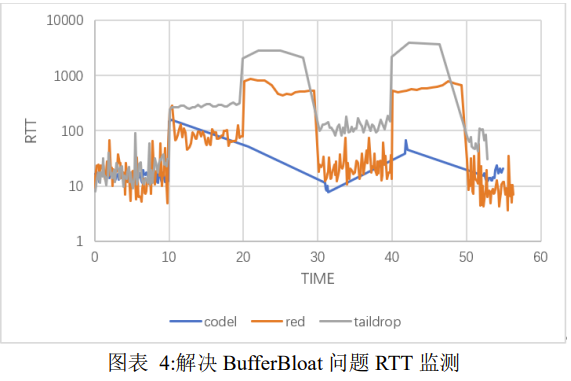 10000
1000
100
10
1
RTT
0 10 20 30 40 50 60
TIME
codel red taildrop
图表 4:解决 BufferBloat 问题 RTT 监测